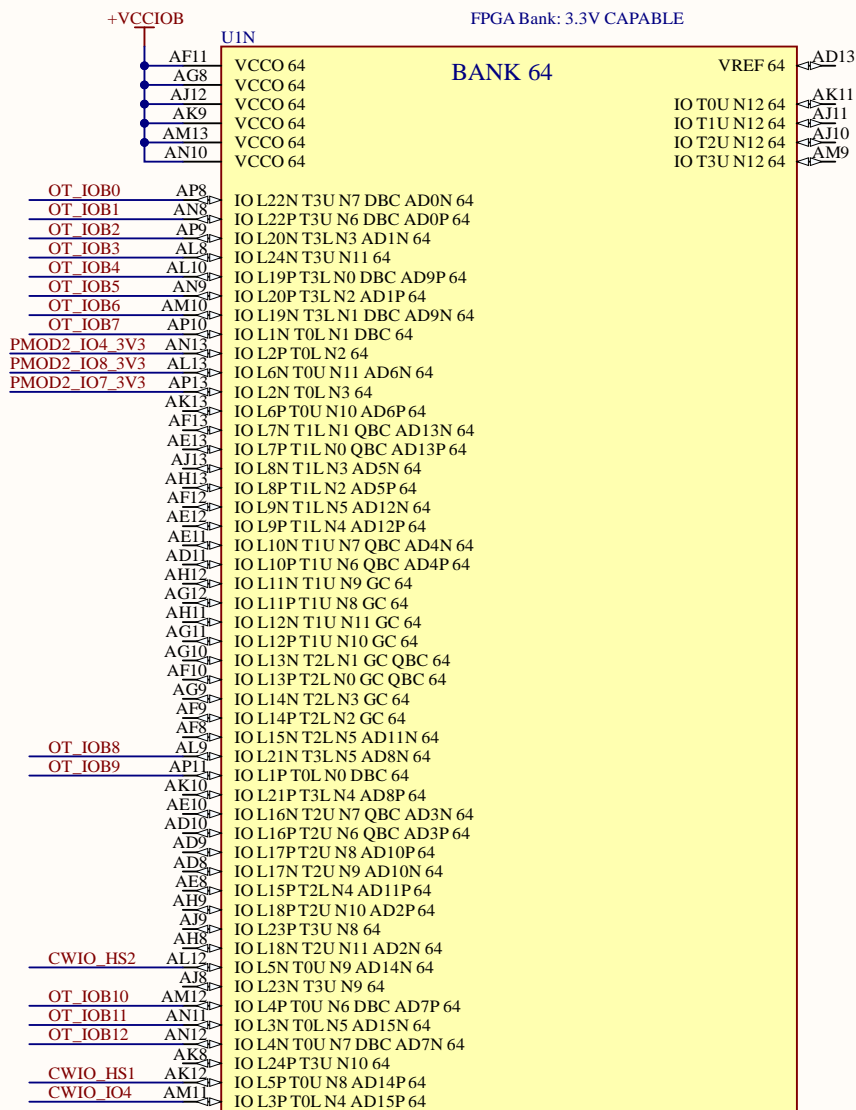 +VCCIOB FPGA Bank: 3.3V CAPABLE
U1N
BANK 64
AF11 VCCO 64 VREF 64 AD13
AG8 VCCO 64
AJ12 VCCO 64 IO T0U N12 64 AK11
AK9 VCCO 64 IO T1U N12 64 AJ11
AM13 VCCO 64 IO T2U N12 64 AJ10
AN10 VCCO 64 IO T3U N12 64 AM9
OT_IOB0 AP8 IO L22N T3U N7 DBC AD0N 64
OT_IOB1 AN8 IO L22P T3U N6 DBC AD0P 64
OT_IOB2 AP9 IO L20N T3L N3 AD1N 64
OT_IOB3 AL8 IO L24N T3U N11 64
OT_IOB4 AL10 IO L19P T3L N0 DBC AD9P 64
OT_IOB5 AN9 IO L20P T3L N2 AD1P 64
OT_IOB6 AM10 IO L19N T3L N1 DBC AD9N 64
OT_IOB7 AP10 IO L1N T0L N1 DBC 64
PMOD2_IO4_3V3 AN13 IO L2P T0L N2 64
PMOD2_IO8_3V3 AL13 IO L6N T0U N11 AD6N 64
PMOD2_IO7_3V3 AP13 IO L2N T0L N3 64
AK13 IO L6P T0U N10 AD6P 64
AF13 IO L7N T1L N1 QBC AD13N 64
AE13 IO L7P T1L N0 QBC AD13P 64
AJ13 IO L8N T1L N3 AD5N 64
AH13 IO L8P T1L N2 AD5P 64
AF12 IO L9N T1L N5 AD12N 64
AE12 IO L9P T1L N4 AD12P 64
AE11 IO L10N T1U N7 QBC AD4N 64
AD11 IO L10P T1U N6 QBC AD4P 64
AH12 IO L11N T1U N9 GC 64
AG12 IO L11P T1U N8 GC 64
AH11 IO L12N T1U N11 GC 64
AG11 IO L12P T1U N10 GC 64
AG10 IO L13N T2L N1 GC QBC 64
AF10 IO L13P T2L N0 GC QBC 64
AG9 IO L14N T2L N3 GC 64
AF9 IO L14P T2L N2 GC 64
AF8 IO L15N T2L N5 AD11N 64
OT_IOB8 AL9 IO L21N T3L N5 AD8N 64
OT_IOB9 AP11 IO L1P T0L N0 DBC 64
AK10 IO L21P T3L N4 AD8P 64
AE10 IO L16N T2U N7 QBC AD3N 64
AD10 IO L16P T2U N6 QBC AD3P 64
AD9 IO L17P T2U N8 AD10P 64
AD8 IO L17N T2U N9 AD10N 64
AE8 IO L15P T2L N4 AD11P 64
AH9 IO L18P T2U N10 AD2P 64
AJ9 IO L23P T3U N8 64
AH8 IO L18N T2U N11 AD2N 64
CWIO_HS2 AL12 IO L5N T0U N9 AD14N 64
AJ8 IO L23N T3U N9 64
OT_IOB10 AM12 IO L4P T0U N6 DBC AD7P 64
OT_IOB11 AN11 IO L3N T0L N5 AD15N 64
OT_IOB12 AN12 IO L4N T0U N7 DBC AD7N 64
AK8 IO L24P T3U N10 64
CWIO_HS1 AK12 IO L5P T0U N8 AD14P 64
CWIO_IO4 AM11 IO L3P T0L N4 AD15P 64